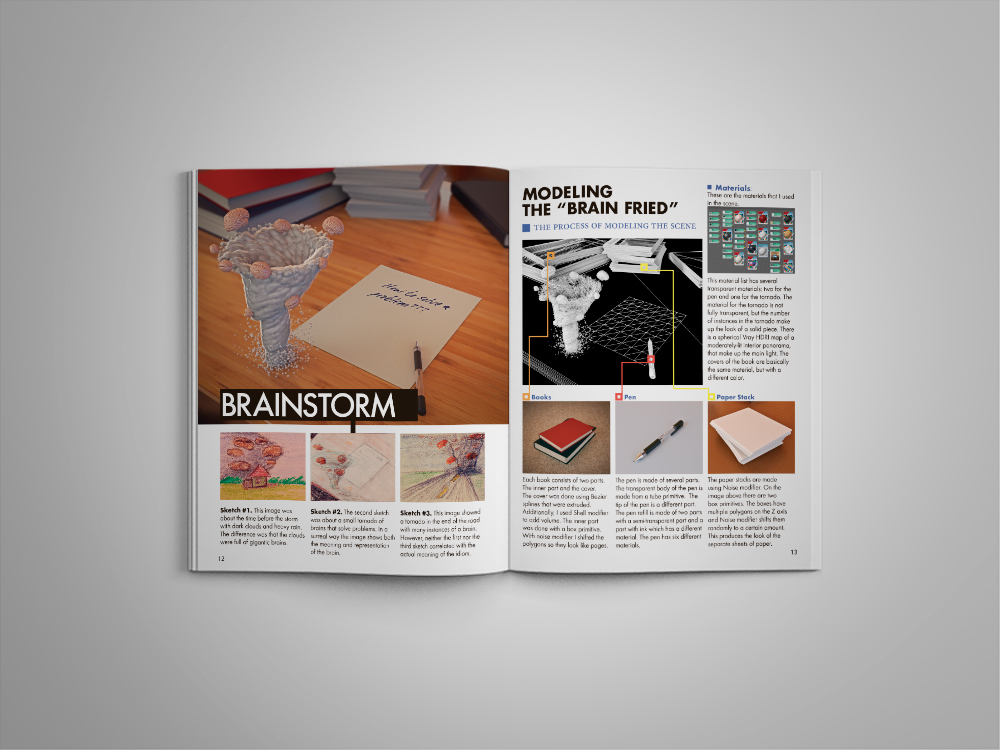 How to solve a
problem???
BRAINSTORM
Sketch #1. This image was
about the time before the storm
with dark clouds and heavy rain.
The difference was that the clouds
were full of gigantic brains.
Sketch #2. The second sketch
was about a small tornado of
brains that solve problems. In a
surreal way the image shows both
the meaning and representation
of the brain.
Sketch #3. This image showed
a tornado in the end of the road
with many instances of a brain.
However, neither the first nor the
third sketch correlated with the
actual meaning of the idiom.
12
MODELING
THE “BRAIN FRIED”
THE PROCESS OF MODELING THE SCENE
Materials:
These are the materials that I used
in the scene.
This material list has several
transparent materials: two for the
pen and one for the tornado. The
material for the tornado is not
fully transparent, but the number
of instances in the tornado make
up the look of a solid piece. There
is a spherical Vray HDRI map of a
moderately-lit interior panorama,
that make up the main light. The
covers of the book are basically
the same material, but with a
different color.
Books
Each book consists of two parts.
The inner part and the cover.
The cover was done using Bezier
splines that were extruded.
Additionally, I used Shell modifier
to add volume. The inner part
was done with a box primitive.
With noise modifier I shifted the
polygons so they look like pages.
Pen
The pen is made of several parts.
The transparent body of the pen is
made from a tube primitive. The
tip of the pen is a different part.
The pen refill is made of two parts
with a semi-transparent part and a
part with ink which has a different
material. The pen has six different
materials.
Paper Stack
The paper stacks are made
using Noise modifier. On the
image above there are two
box primitives. The boxes have
multiple polygons on the Z axis
and Noise modifier shifts them
randomly to a certain amount.
This produces the look of the
separate sheets of paper.
13